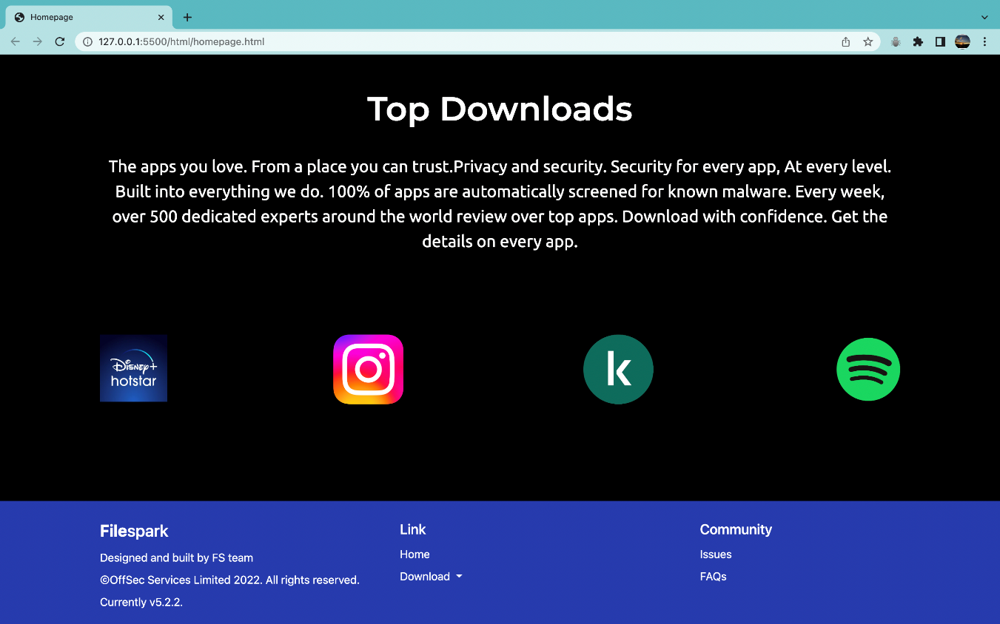 Homepage
127.0.0.1:5500/html/homepage.html
Top Downloads
The apps you love. From a place you can trust.Privacy and security. Security for every app, At every level.
Built into everything we do. 100% of apps are automatically screened for known malware. Every week,
over 500 dedicated experts around the world review over top apps. Download with confidence. Get the
details on every app.
Disney+
hotstar
k
Filespark
Designed and built by FS team
©OffSec Services Limited 2022. All rights reserved.
Currently v5.2.2.
Link
Home
Download
Community
Issues
FAQs